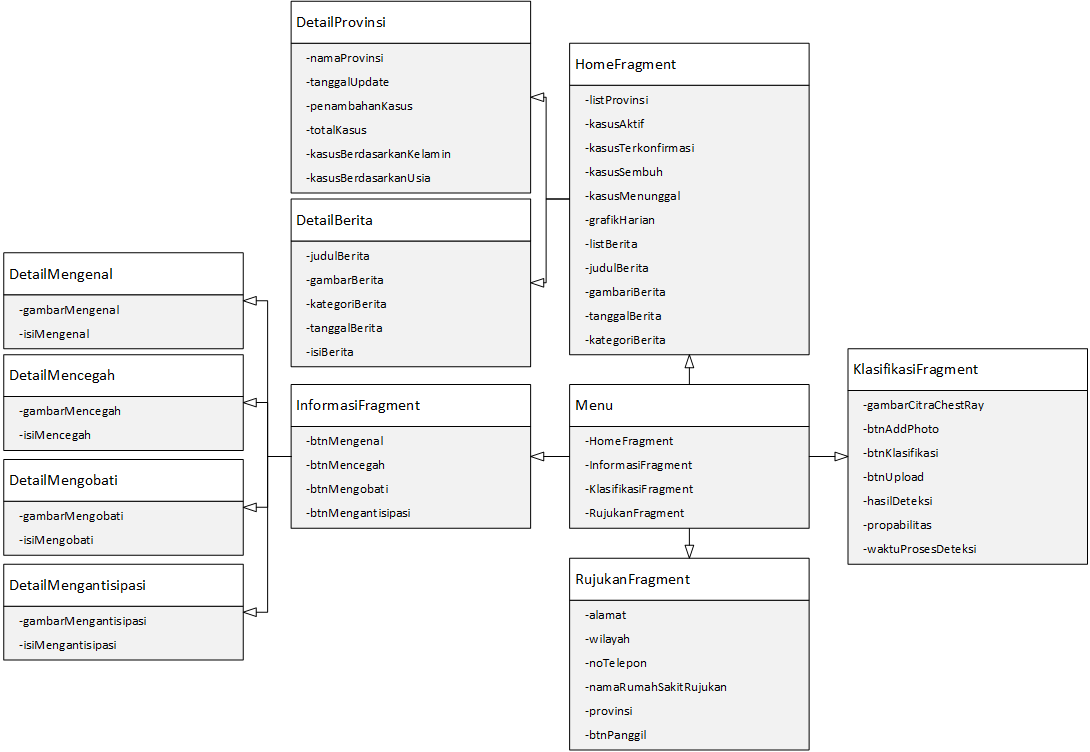 DetailProvinsi
-namaProvinsi
-tanggalUpdate
-penambahanKasus
-totalKasus
-kasusBerdasarkanKelamin
-kasusBerdasarkanUsia
HomeFragment
-listProvinsi
-kasusAktif
-kasusTerkonfirmasi
-kasusSembuh
-kasusMenunggal
-grafikHarian
-listBerita
-judulBerita
-gambariBerita
-tanggalBerita
-kategoriBerita
DetailBerita
-judulBerita
-gambarBerita
-kategoriBerita
-tanggalBerita
-isiBerita
DetailMengenal
-gambarMengenal
-isiMengenal
DetailMencegah
-gambarMencegah
-isiMencegah
DetailMengobati
-gambarMengobati
-isiMengobati
DetailMengantisipasi
-gambarMengantisipasi
-isiMengantisipasi
InformasiFragment
-btnMengenal
-btnMencegah
-btnMengobati
-btnMengantisipasi
Menu
-HomeFragment
-InformasiFragment
-KlasifikasiFragment
-RujukanFragment
KlasifikasiFragment
-gambarCitraChestRay
-btnAddPhoto
-btnKlasifikasi
-btnUpload
-hasilDeteksi
-propabilitas
-waktuProsesDeteksi
RujukanFragment
-alamat
-wilayah
-noTelepon
-namaRumahSakitRujukan
-provinsi
-btnPanggil